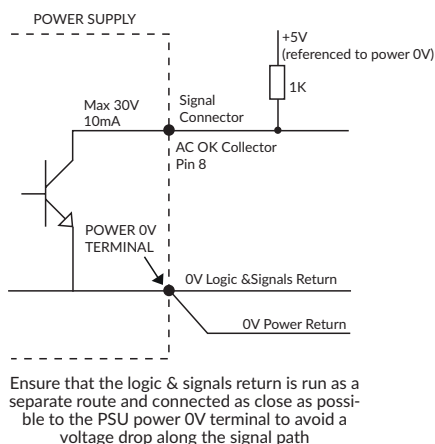 POWER SUPPLY
+5V
(referenced to power 0V)
1K
Max 30V
10mA
Signal
Connector
AC OK Collector
Pin 8
POWER 0V
TERMINAL
0V Logic &Signals Return
0V Power Return
Ensure that the logic & signals return is run as a
separate route and connected as close as possi-
ble to the PSU power 0V terminal to avoid a
voltage drop along the signal path